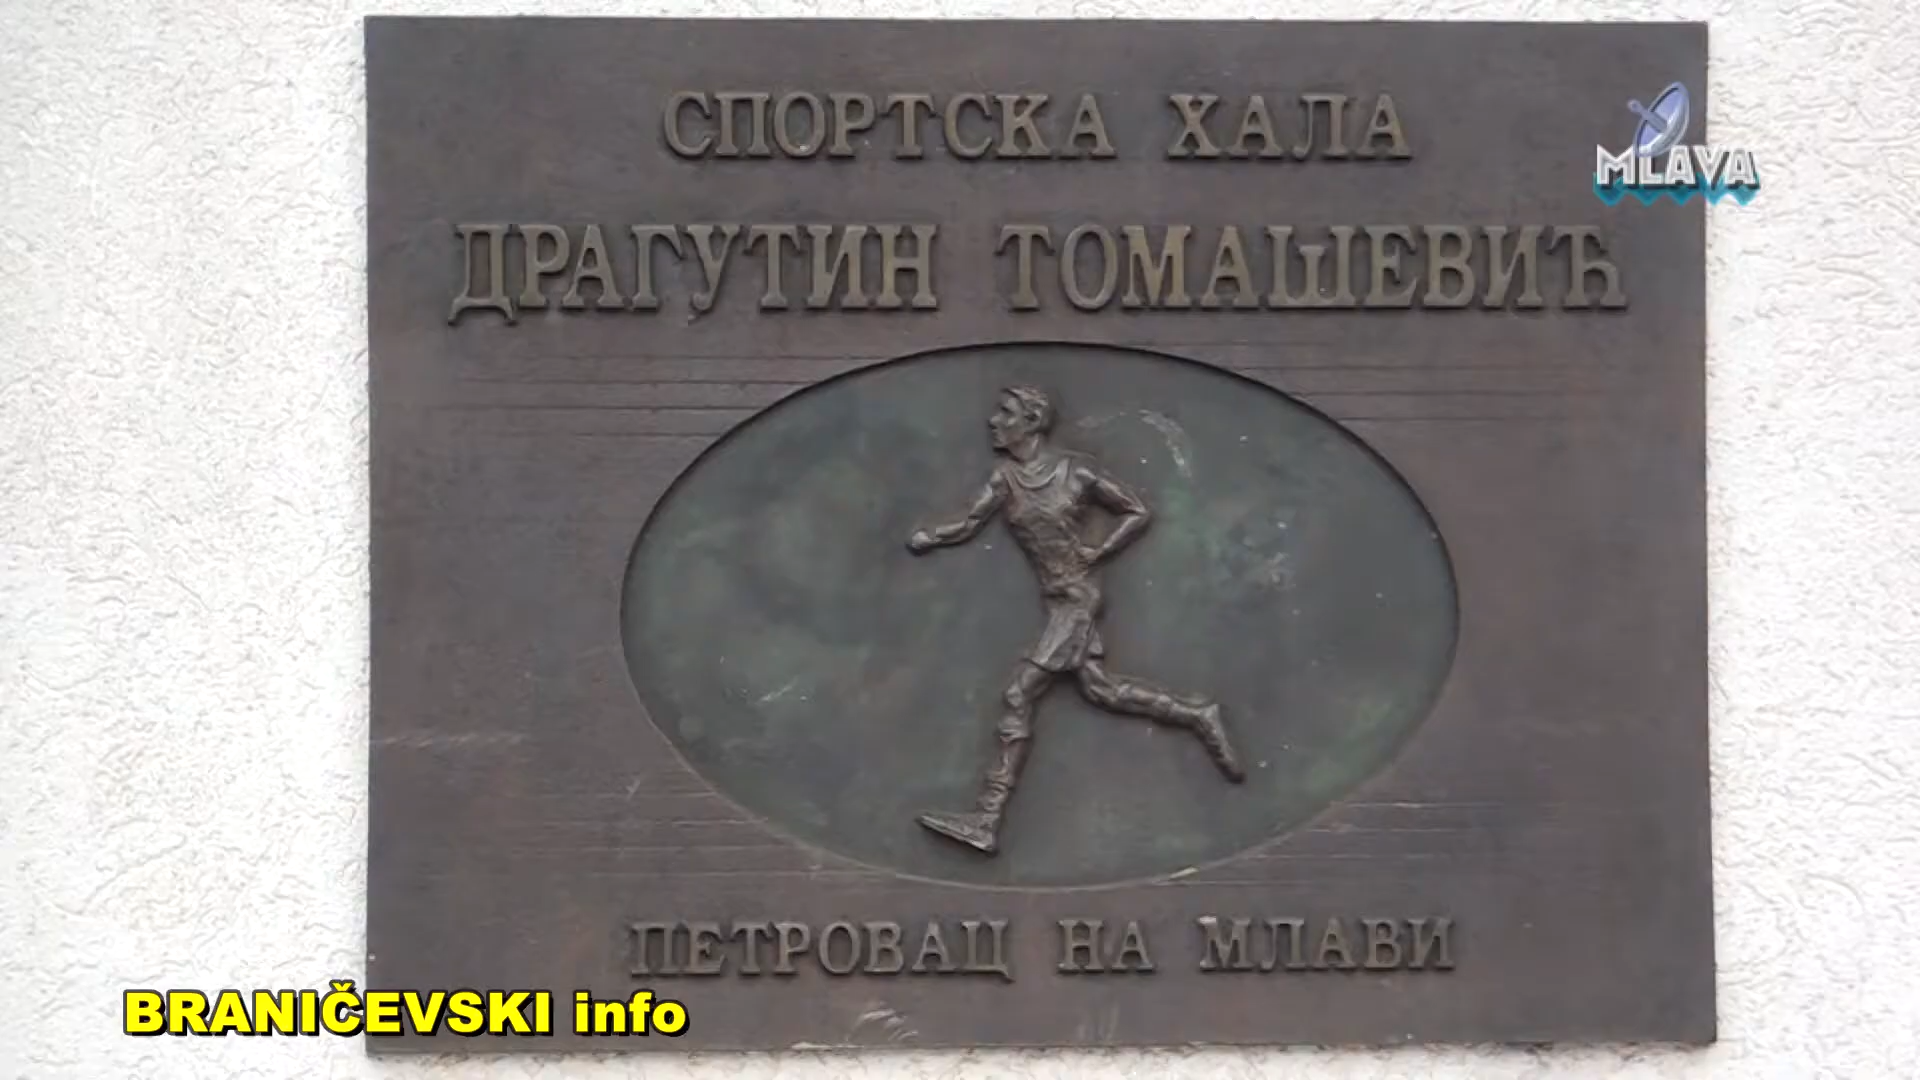 СПОРТСКА ХАЛА
MLAVA
ДРАГУТИН ТОМАШЕВИЋ
ПЕТРОВАЦ НА МЛАВИ
BRANIČEVSKI info